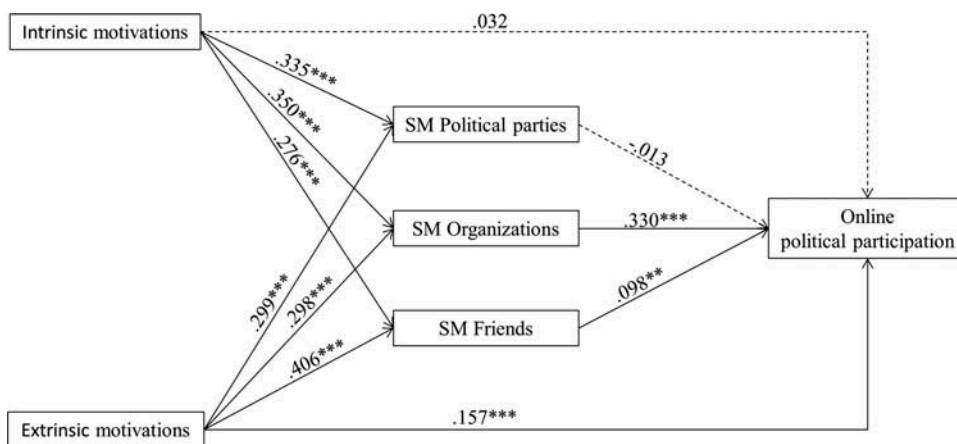 .032
Intrinsic motivations
.335***
.350***
.276***
SM Political parties
-.013
SM Organizations
.330***
Online
political participation
.098**
.299***
.298***
SM Friends
.406***
.157***
Extrinsic motivations